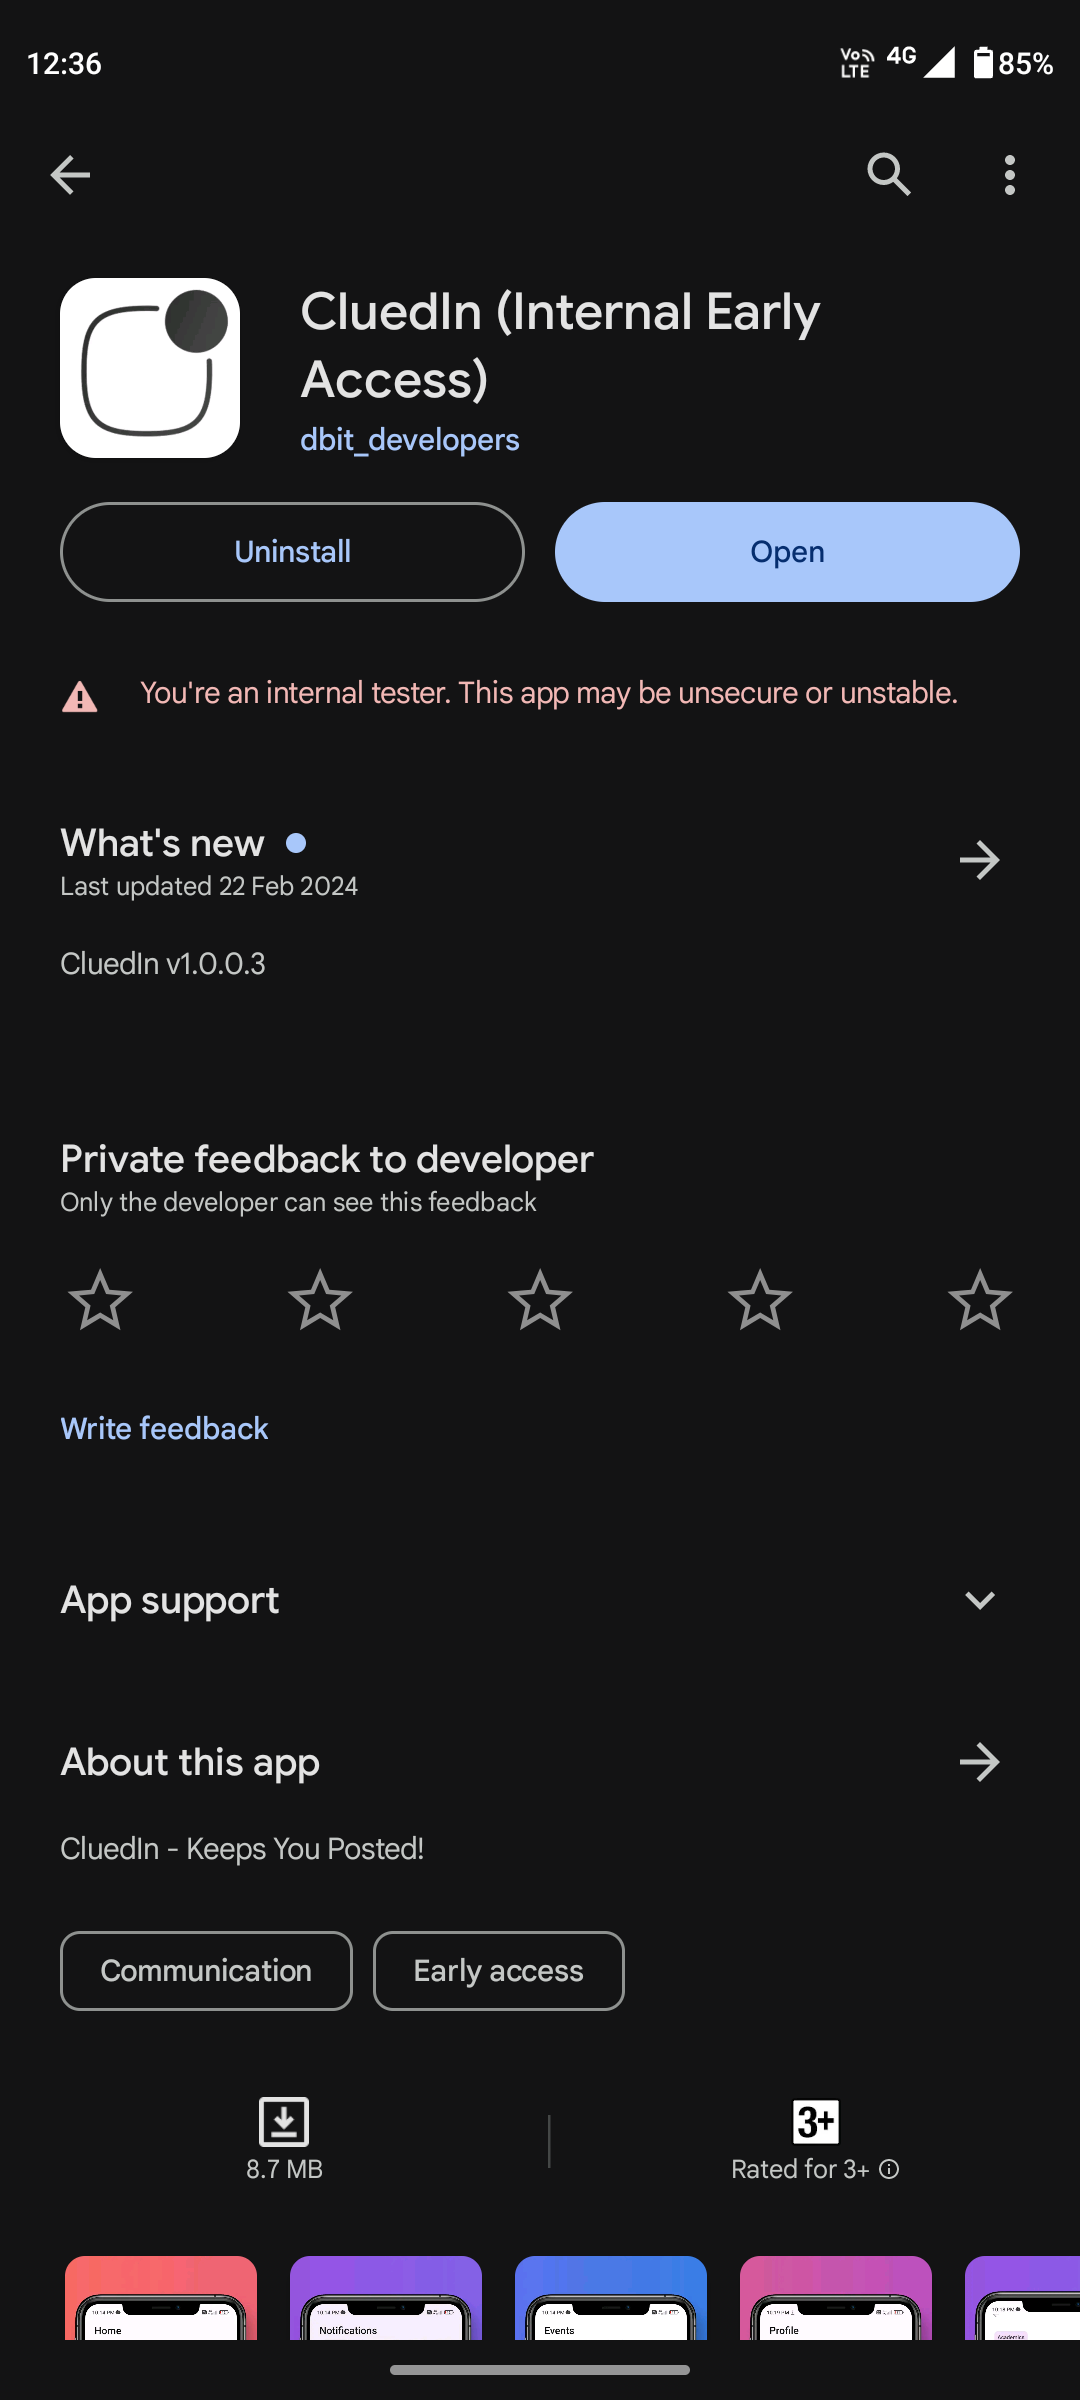 12:36
Vo LTE 4G 85%
CluedIn (Internal Early
Access)
dbit_developers
Uninstall
Open
You're an internal tester. This app may be unsecure or unstable.
What's new
Last updated 22 Feb 2024
CluedIn v1.0.0.3
Private feedback to developer
Only the developer can see this feedback
Write feedback
App support
About this app
CluedIn - Keeps You Posted!
Communication
Early access
3+
8.7 MB
Rated for 3+
Home
Notifications
Events
Profile
Academics